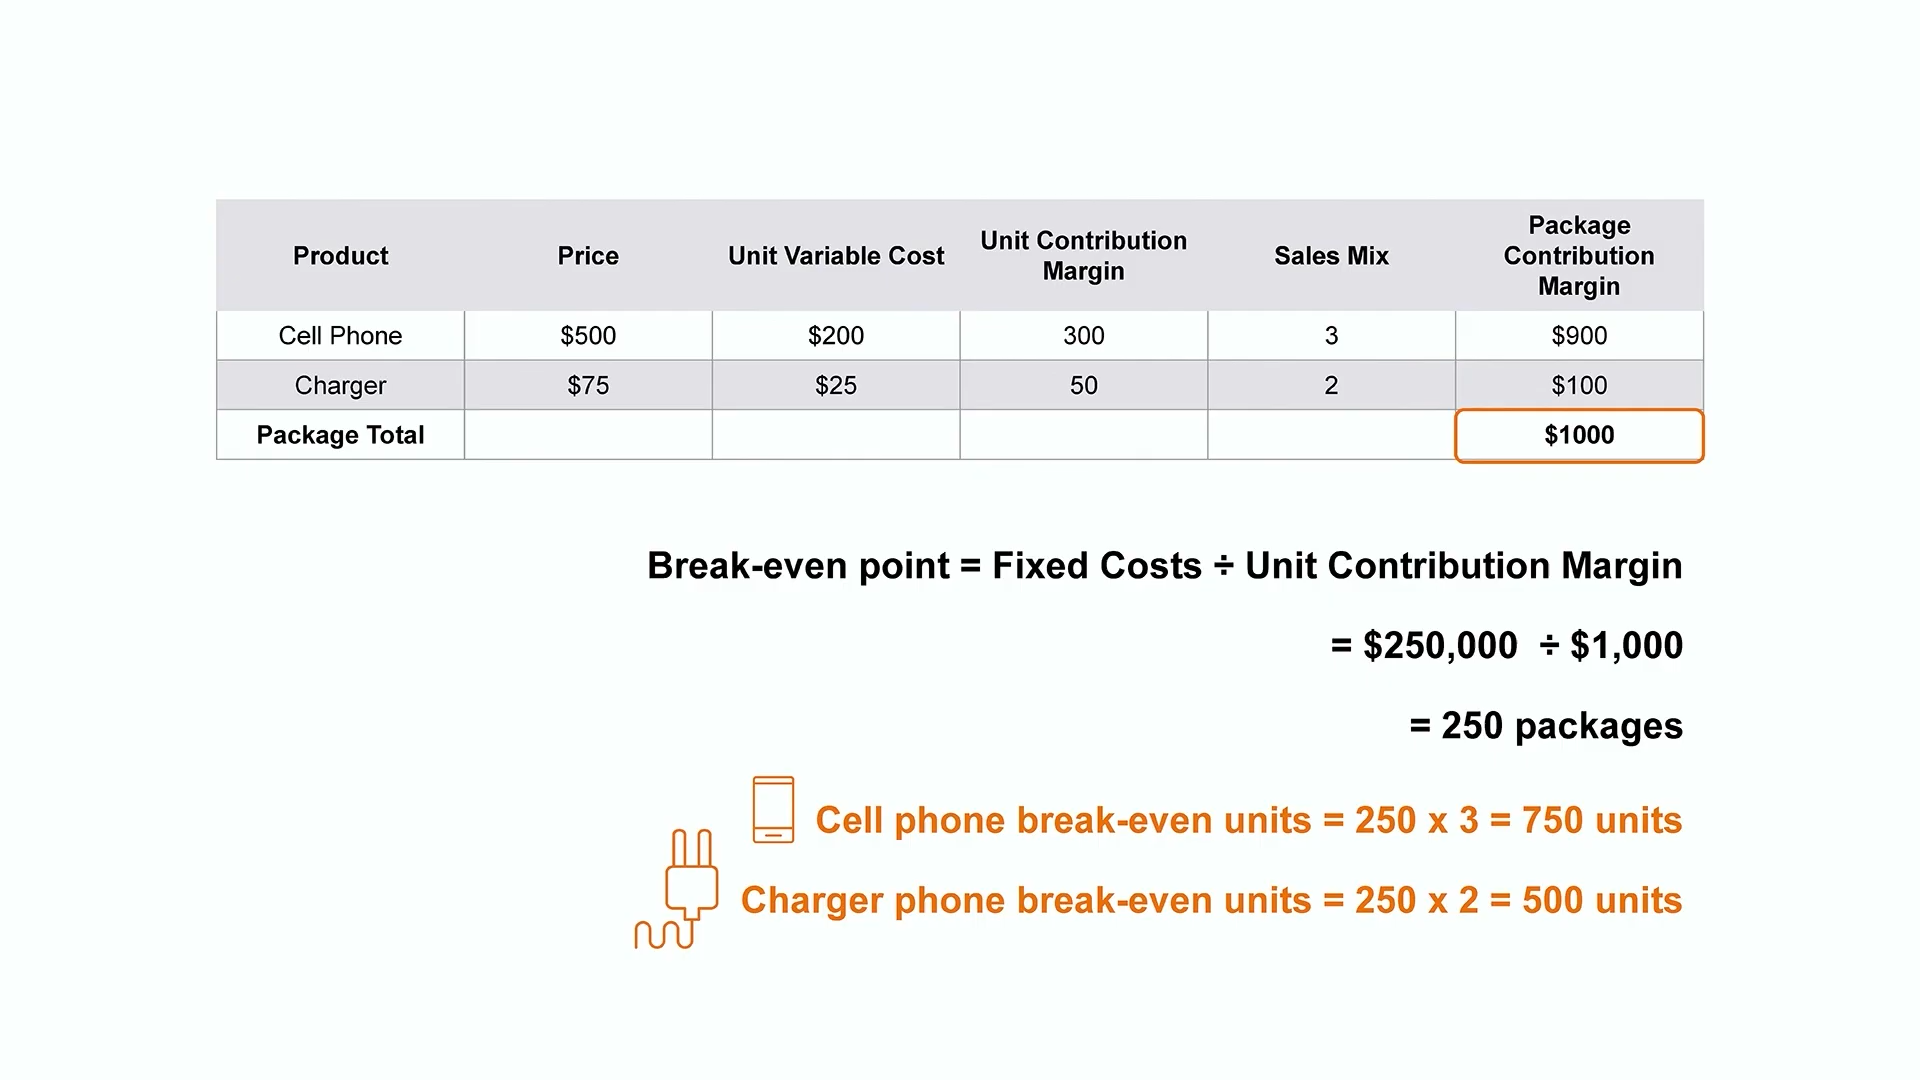 Product Price Unit Variable Cost Unit Contribution Margin Sales Mix Package Contribution Margin
Cell Phone $500 $200 300 3 $900
Charger $75 $25 50 2 $100
Package Total $1000
Break-even point = Fixed Costs ÷ Unit Contribution Margin
= $250,000 ÷ $1,000
= 250 packages
Cell phone break-even units = 250 x 3 = 750 units
Charger phone break-even units = 250 x 2 = 500 units